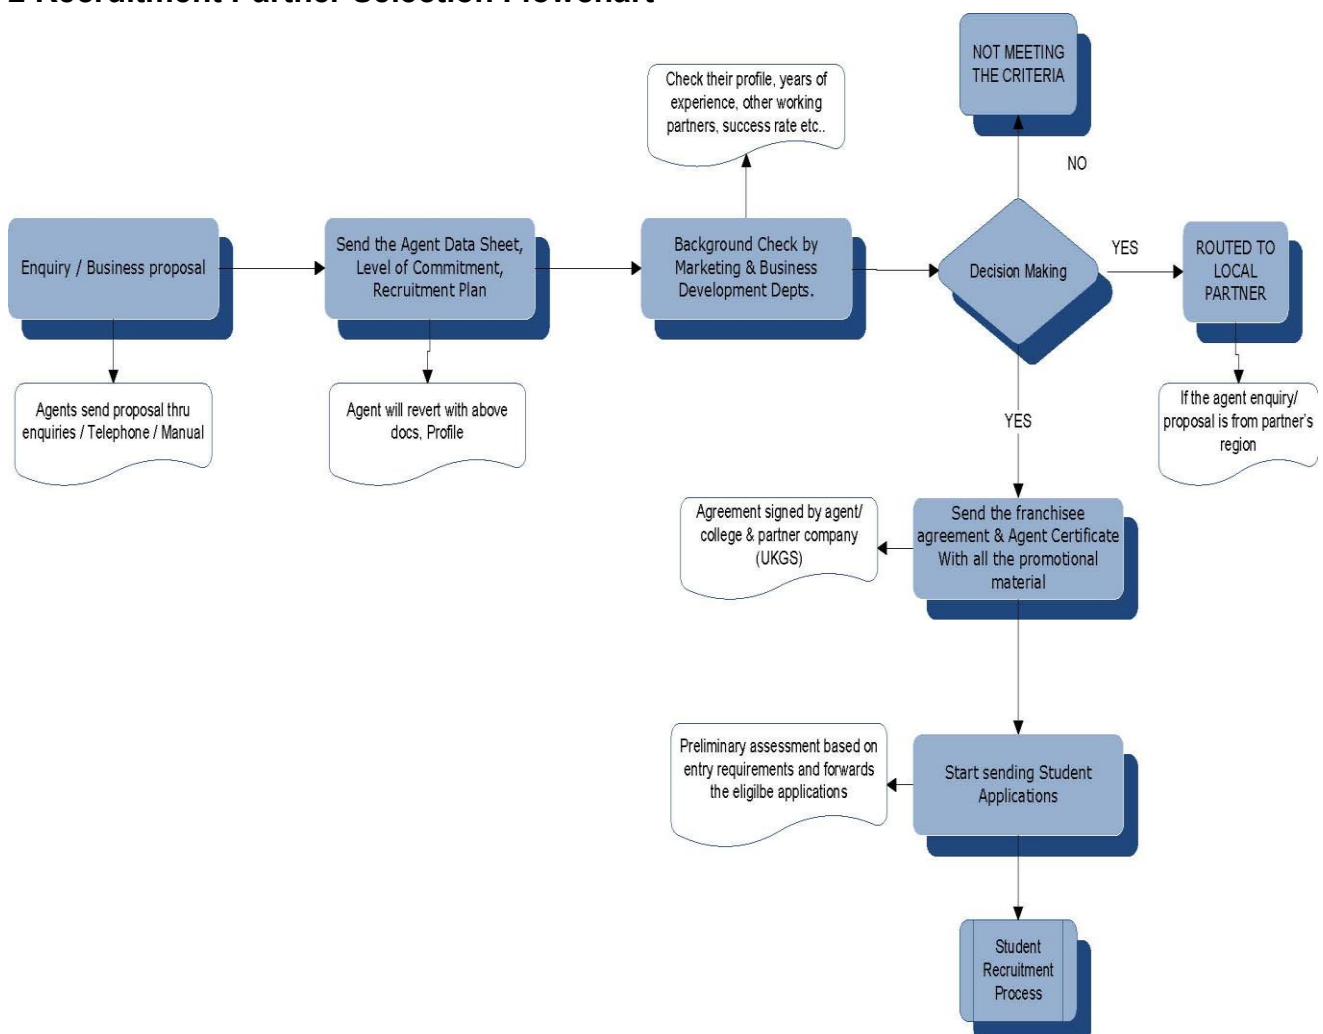 2 Recruitment Partner Selection Flowchart
NOT MEETING
THE CRITERIA
Check their profile, years of
experience, other working
partners, success rate etc..
NO
Enquiry / Business proposal
Send the Agent Data Sheet,
Level of Commitment,
Recruitment Plan
Background Check by
Marketing & Business
Development Depts.
Decision Making
YES
ROUTED TO
LOCAL
PARTNER
Agents send proposal thru
enquiries / Telephone / Manual
Agent will revert with above
docs, Profile
If the agent enquiry/
proposal is from partner's
region
YES
Agreement signed by agent/
college & partner company
(UKGS)
Send the franchisee
agreement & Agent Certificate
With all the promotional
material
Preliminary assessment based on
entry requirements and forwards
the eligilbe applications
Start sending Student
Applications
Student
Recruitment
Process